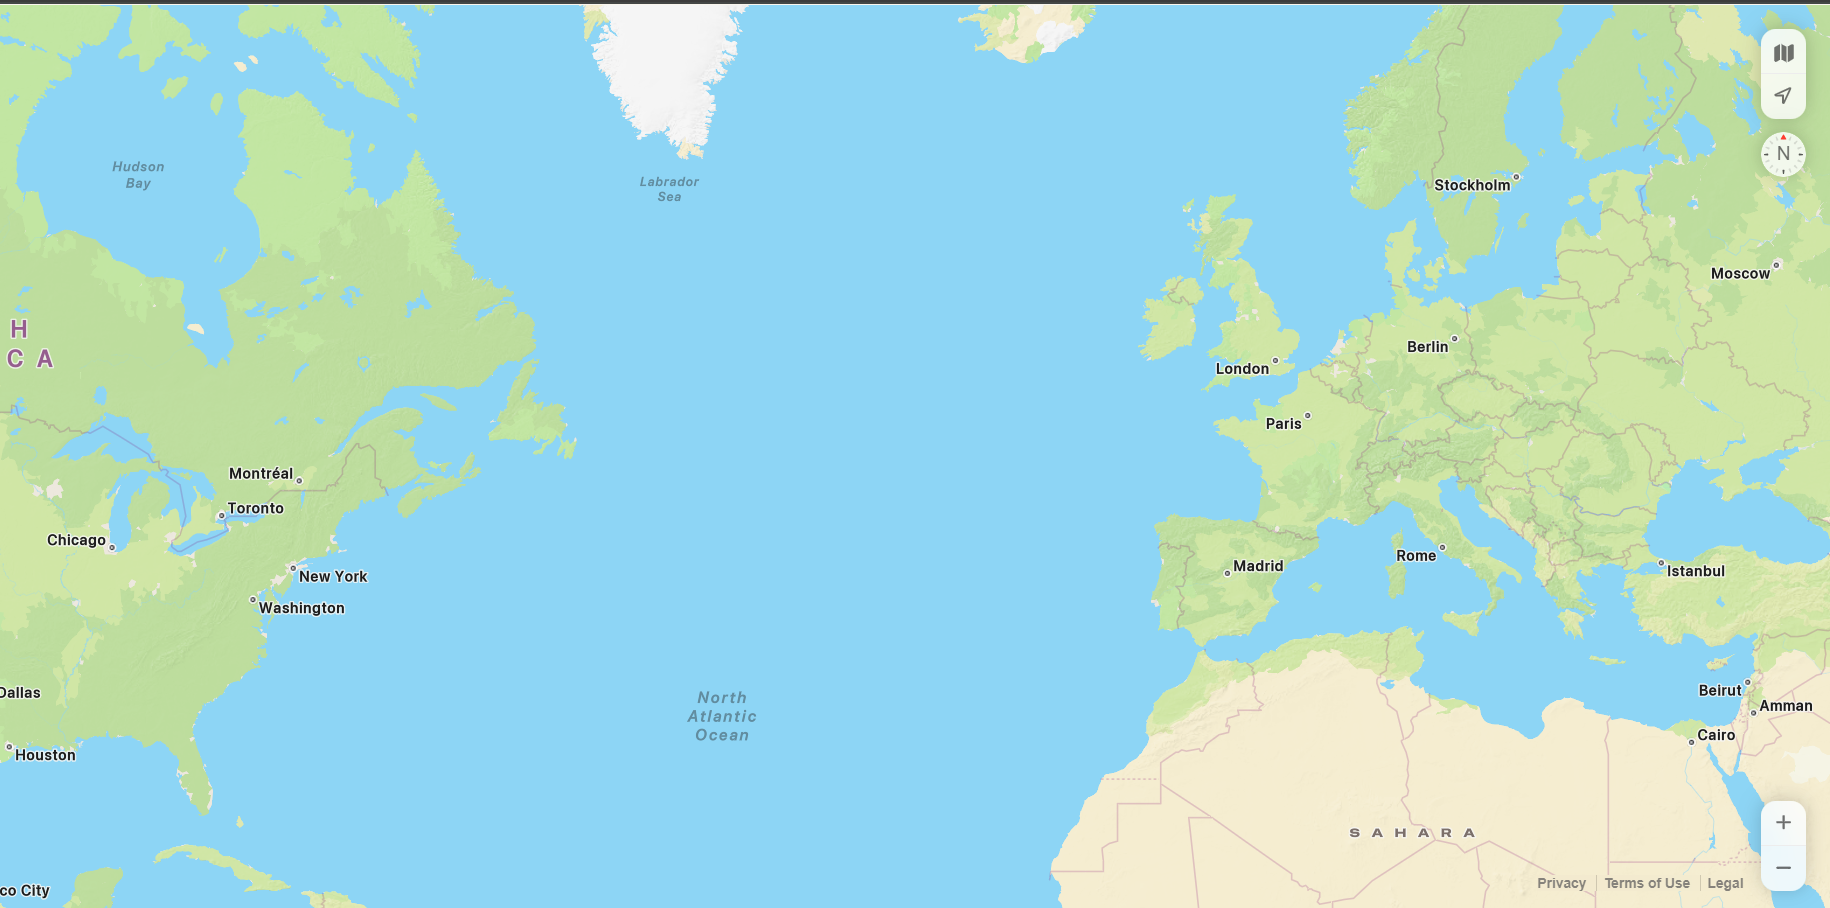 Hudson
Bay
Labrador
Sea
N
Stockholm
Moscow
H
C A
Berlin
London
Paris
Montréal
Toronto
Chicago
New York
Washington
Madrid
Rome
Istanbul
Dallas
North
Atlantic
Ocean
Beirut
Amman
Houston
Cairo
SAHARA
co City
Privacy
Terms of Use
Legal